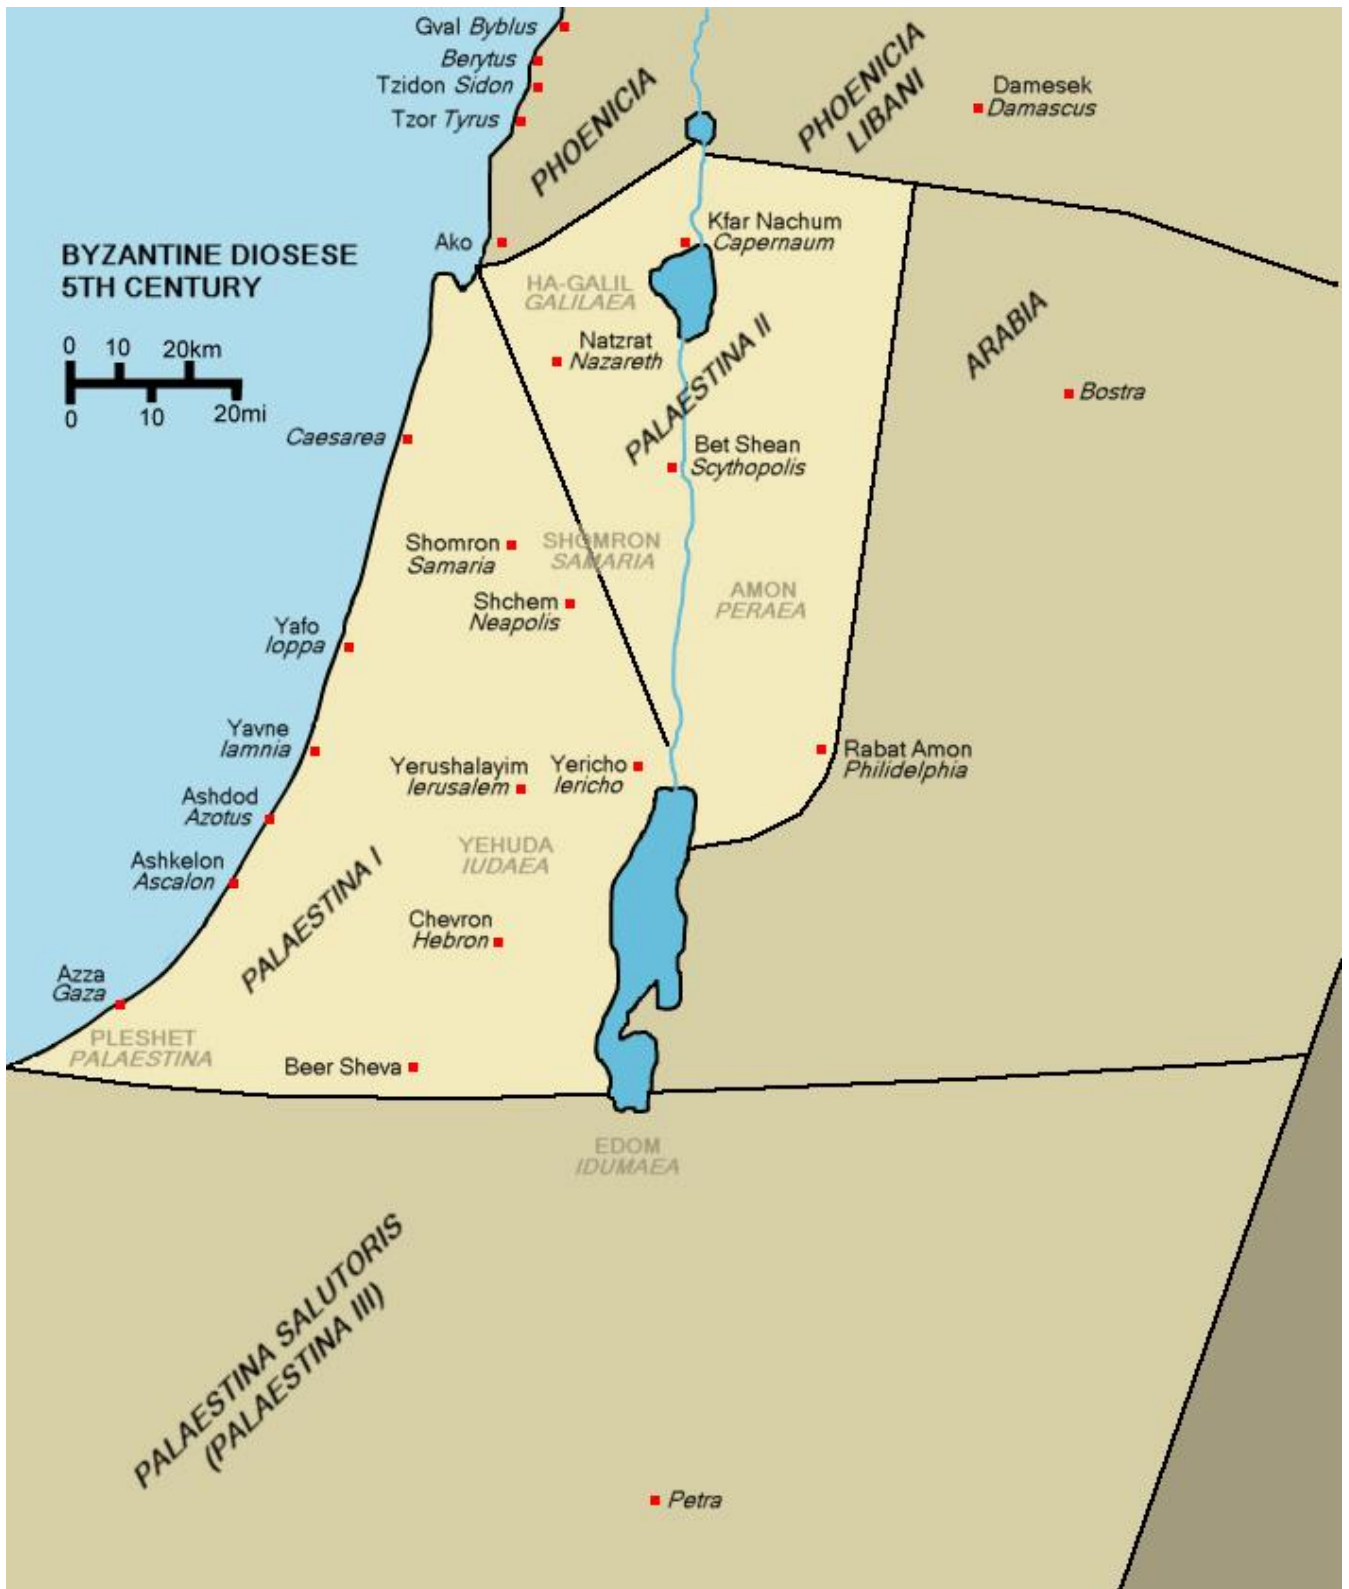 Gval Byblus
Berytus
Tzidon Sidon
Tzor Tyrus
PHOENICIA
PHOENICIA
LIBANI
Damesek
Damascus
Kfar Nachum
Capernaum
Ako
BYZANTINE DIOSESE
5TH CENTURY
0 10 20km
0 10 20mi
HA-GALIL
GALILAEA
Natzrat
Nazareth
PALAESTINA II
ARABIA
Bostra
Caesarea
Bet Shean
Scythopolis
Shomron
Samaria
SHOMRON
SAMARIA
AMON
PERAEA
Shchem
Neapolis
Yafo
Ioppa
Yavne
Iamnia
Yerushalayim
Ierusalem
Yericho
Iericho
Rabat Amon
Philidelphia
Ashdod
Azotus
YEHUDA
IUDAEA
Ashkelon
Ascalon
PALAESTINA I
Chevron
Hebron
Azza
Gaza
PLESHET
PALAESTINA
Beer Sheva
EDOM
IDUMAEA
PALAESTINA SALUTORIS
(PALAESTINA III)
Petra